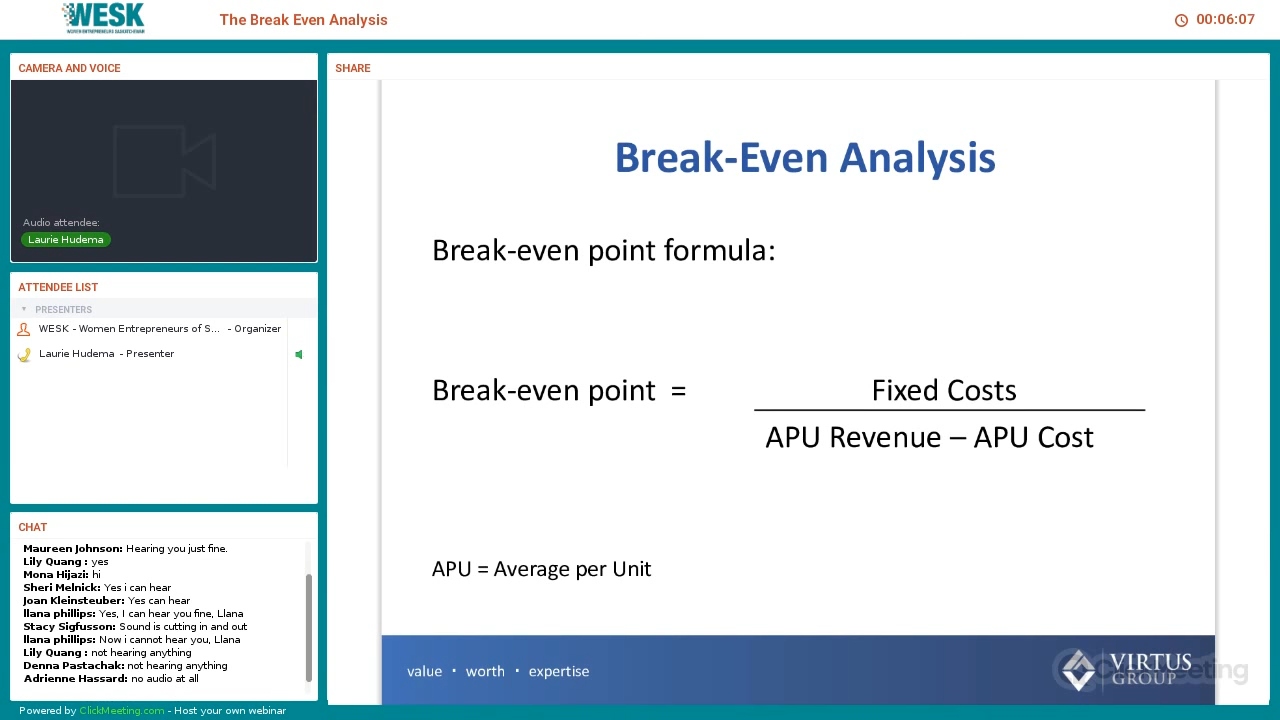 WESK
WOMEN ENTREPRENEURS SASKATCHEWAN
The Break Even Analysis
00:06:07
CAMERA AND VOICE
Audio attendee:
Laurie Hudema
ATTENDEE LIST
PRESENTERS
WESK - Women Entrepreneurs of S... - Organizer
Laurie Hudema - Presenter
CHAT
Maureen Johnson: Hearing you just fine.
Lily Quang : yes
Mona Hijazi: hi
Sheri Melnick: Yes i can hear
Joan Kleinsteuber: Yes can hear
llana phillips: Yes, I can hear you fine, Llana
Stacy Sigfusson: Sound is cutting in and out
llana phillips: Now i cannot hear you, Llana
Lily Quang : not hearing anything
Denna Pastachak: not hearing anything
Adrienne Hassard: no audio at all
Powered by ClickMeeting.com - Host your own webinar
SHARE
Break-Even Analysis
Break-even point formula:
Break-even point = Fixed Costs
APU Revenue – APU Cost
APU = Average per Unit
value · worth · expertise
VIRTUS
GROUP